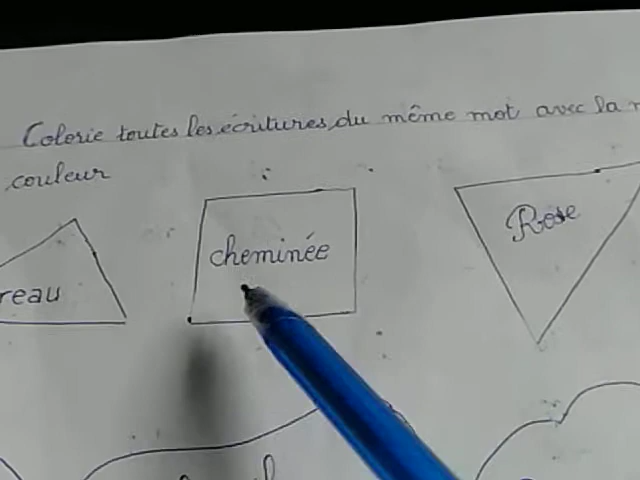 Colorie toutes les écritures du même mot avec la
couleur
reau
cheminée
Rose